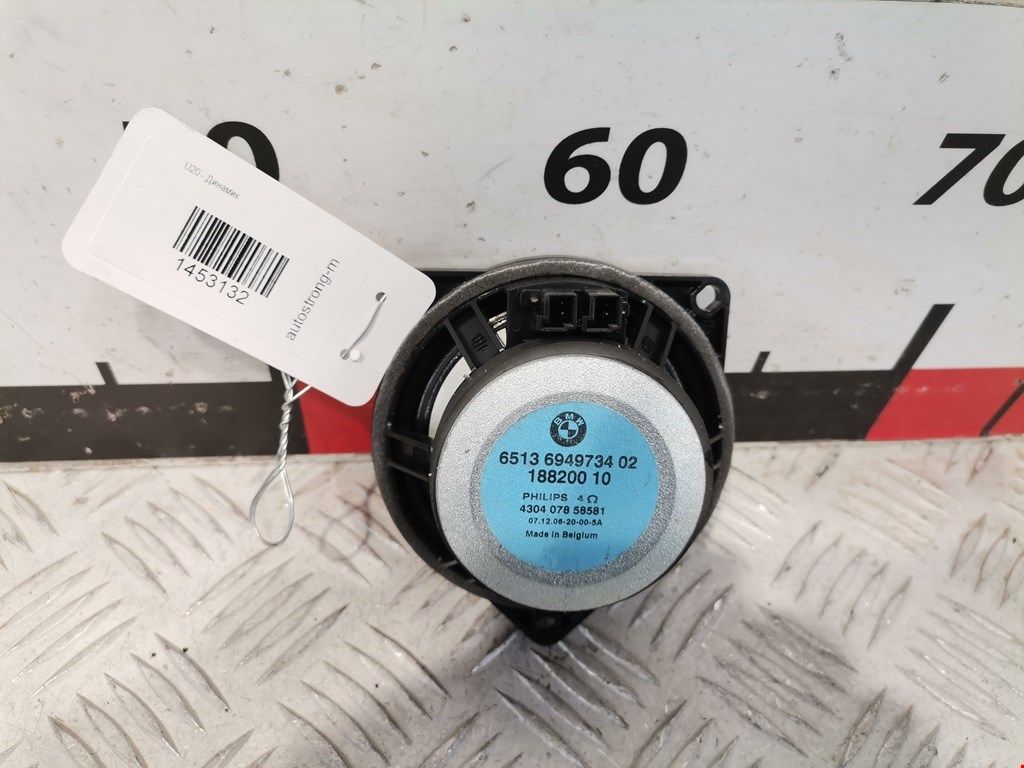 60
70
U20 - Динамик
1453132
autostrong-m
BMW
6513 6949734 02
188200 10
PHILIPS 4 Ω
4304 078 58581
07.12.06-20-00-5A
Made in Belgium